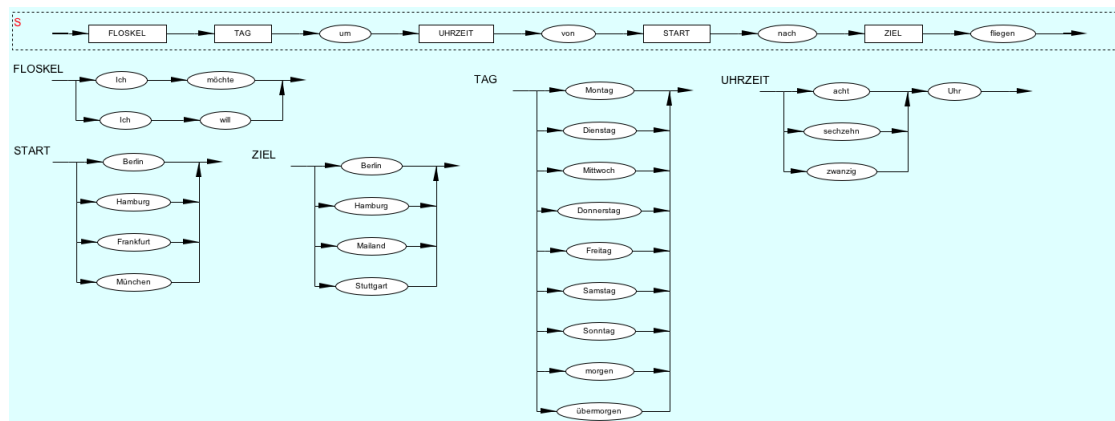 S
FLOSKEL TAG um UHRZEIT von START nach ZIEL fliegen
FLOSKEL
Ich möchte
Ich will
START
Berlin
Hamburg
Frankfurt
München
ZIEL
Berlin
Hamburg
Mailand
Stuttgart
TAG
Montag
Dienstag
Mittwoch
Donnerstag
Freitag
Samstag
Sonntag
morgen
übermorgen
UHRZEIT
acht Uhr
sechzehn
zwanzig